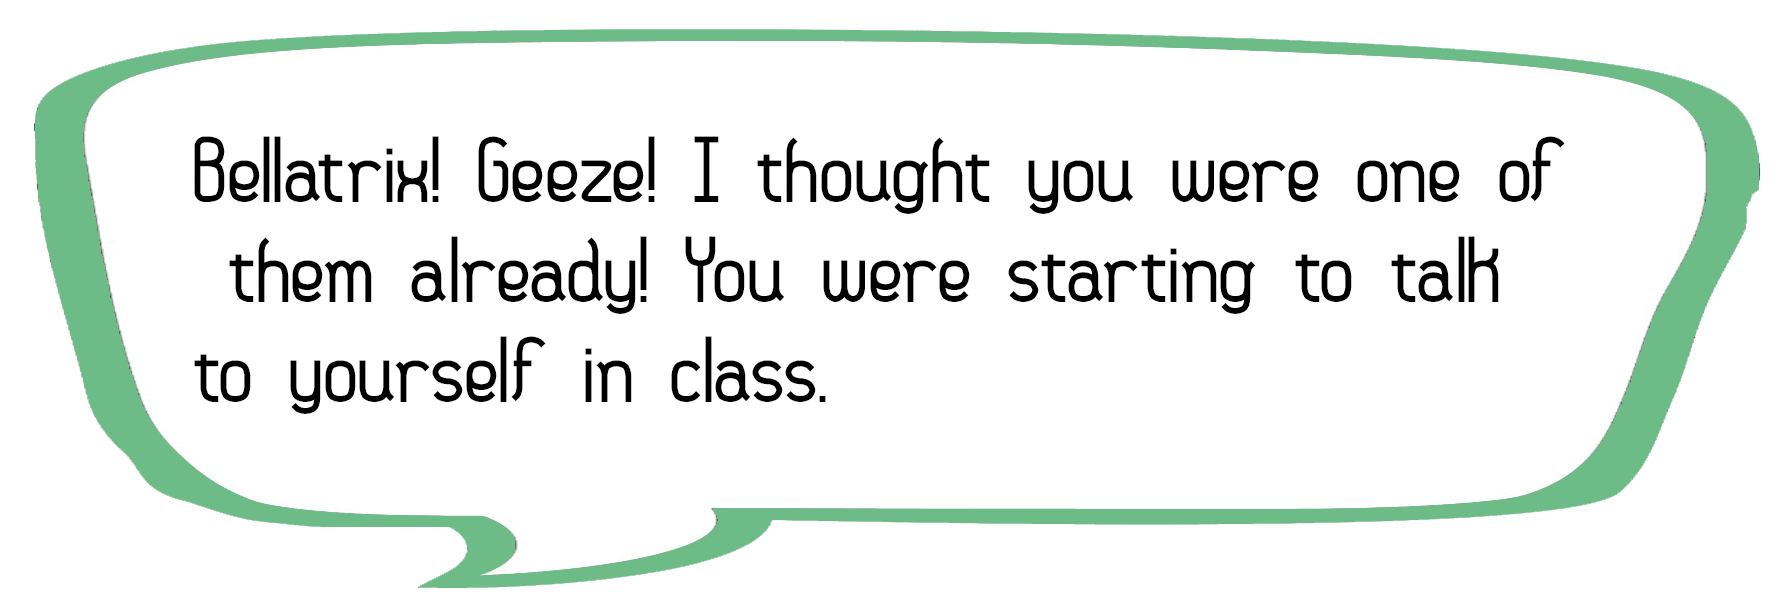 Bellatrix! Geeze! I thought you were one of
them already! You were starting to talk
to yourself in class.